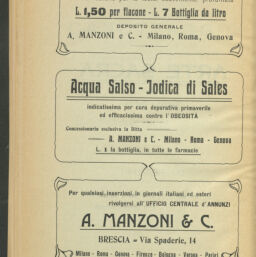 L. 1,50 per flacone - L. 7 Bottiglia da litro
DEPOSITO GENERALE
A. MANZONI e C. - Milano, Roma, Genova
Acqua Salso-Jodica di Sales
indicatissima per cura depurativa primaverile
ed efficacissima contro l'OBESITÀ
Concessionaria esclusiva la Ditta
A. MANZONI e C. - Milano - Roma - Genova
L. 1 la bottiglia, in tutte le farmacie
Per qualsiasi inserzioni, in giornali italiani ed esteri
rivolgersi all'UFFICIO CENTRALE d'ANNUNZI
A. MANZONI & C.
BRESCIA = Via Spaderie, 14
Milano - Roma - Genova - Firenze - Bologna - Verona - Parigi